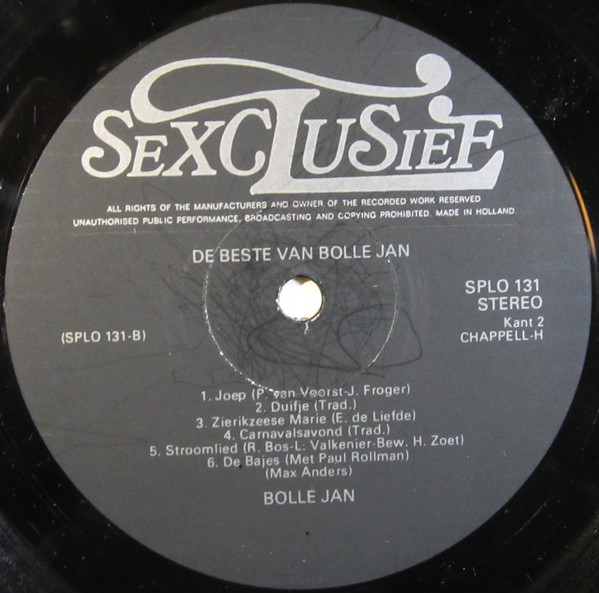 SEXCLUSIEF
ALL RIGHTS OF THE MANUFACTURERS AND OWNER OF THE RECORDED WORK RESERVED
UNAUTHORISED PUBLIC PERFORMANCE, BROADCASTING AND COPYING PROHIBITED. MADE IN HOLLAND.
DE BESTE VAN BOLLE JAN
SPLO 131
STEREO
Kant 2
CHAPPELL-H
(SPLO 131-B)
1. Joep (P. van Voorst-J. Froger)
2. Duifje (Trad.)
3. Zierikzeese Marie (E. de Liefde)
4. Carnavalsavond (Trad.)
5. Stroomlied (R. Bos-L. Valkenier-Bew. H. Zoet)
6. De Bajes (Met Paul Rollman)
(Max Anders)
BOLLE JAN